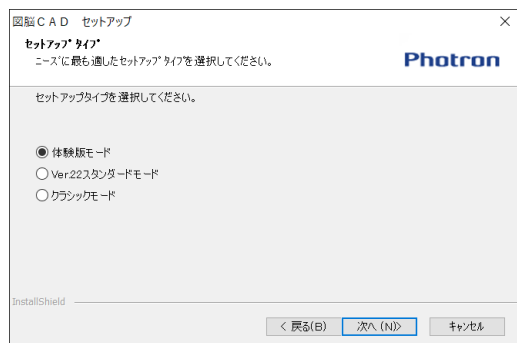 図脳CAD セットアップ
セットアップ タイプ
ニーズに最も適したセットアップ タイプを選択してください。
Photron
セットアップタイプを選択してください。
体験版モード
Ver.22スタンダードモード
クラシックモード
InstallShield
< 戻る(B)
次へ (N)>
キャンセル